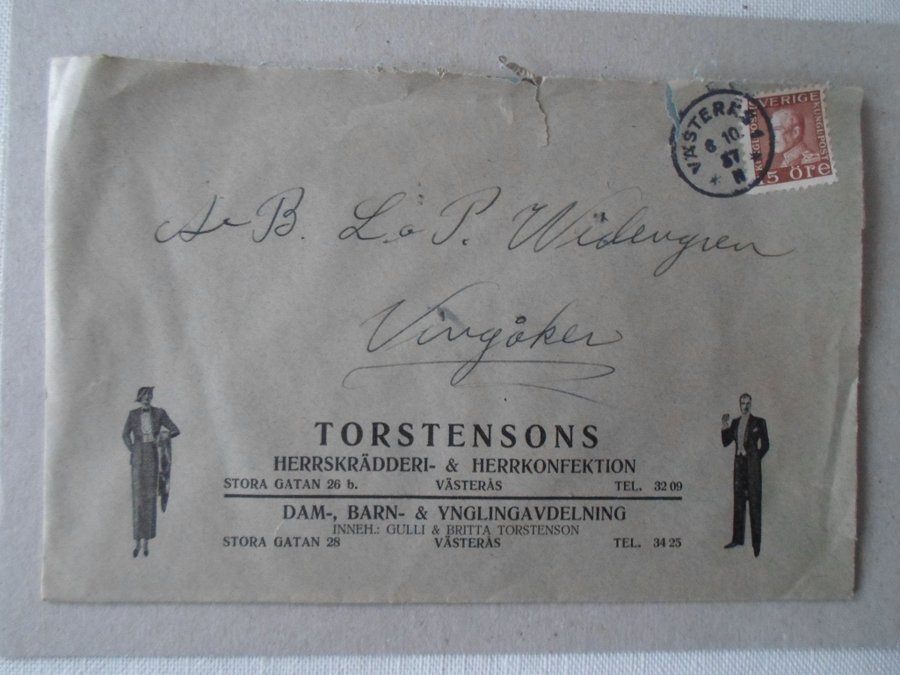 VÄSTERÅS
6 10
37
N
SVERIGE
KUNGL POST
15 öre
A-B. L. o P. Widengren
Vingåker
TORSTENSONS
HERRSKRÄDDERI- & HERRKONFEKTION
STORA GATAN 26 b. VÄSTERÅS TEL. 32 09
DAM-, BARN- & YNGLINGAVDELNING
INNEH.: GULLI & BRITTA TORSTENSON
STORA GATAN 28 VÄSTERÅS TEL. 34 25